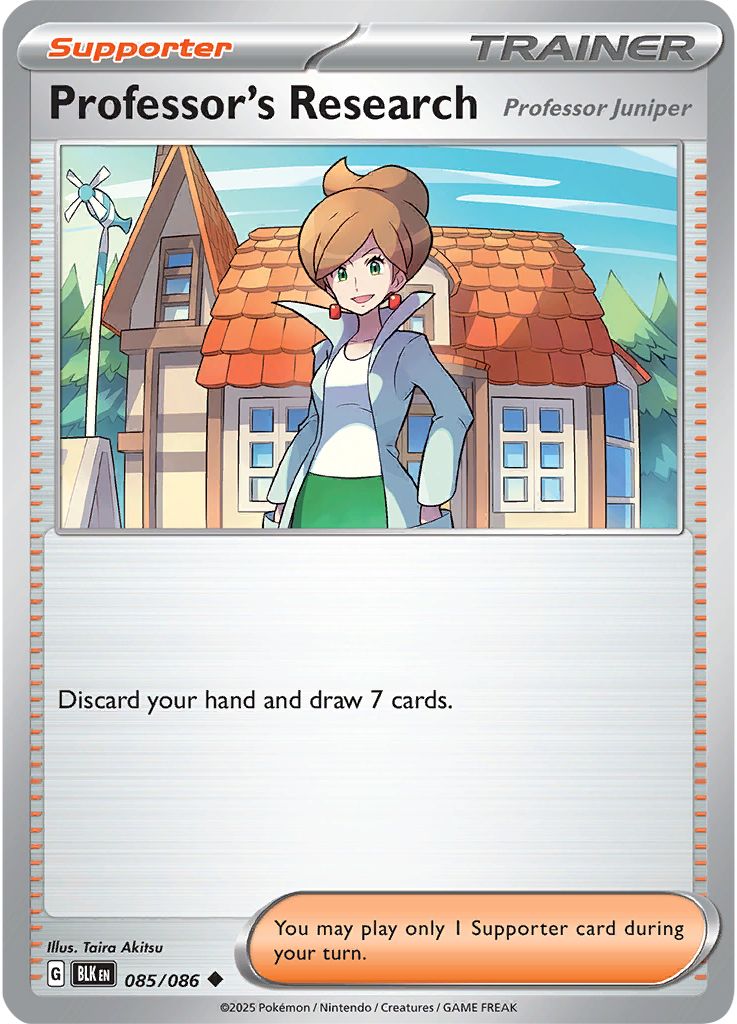 Supporter
TRAINER
Professor's Research
Professor Juniper
Discard your hand and draw 7 cards.
You may play only 1 Supporter card during
your turn.
Illus. Taira Akitsu
G BLK EN 085/086 ◆
©2025 Pokémon / Nintendo / Creatures / GAME FREAK